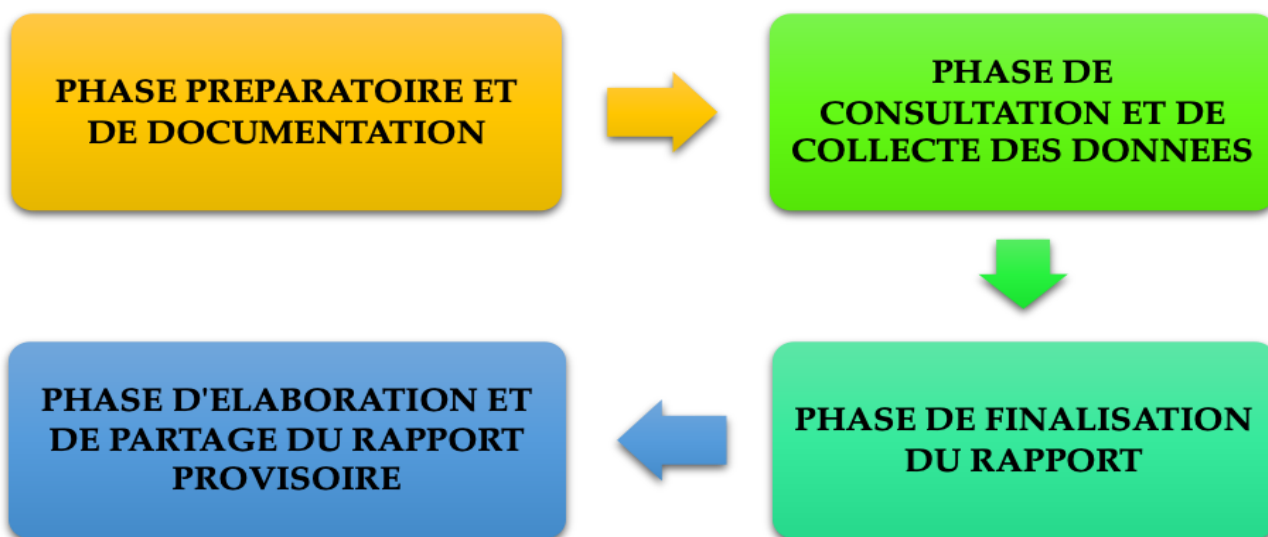 PHASE PREPARATOIRE ET
DE DOCUMENTATION
PHASE DE
CONSULTATION ET DE
COLLECTE DES DONNEES
PHASE DE FINALISATION
DU RAPPORT
PHASE D'ELABORATION ET
DE PARTAGE DU RAPPORT
PROVISOIRE